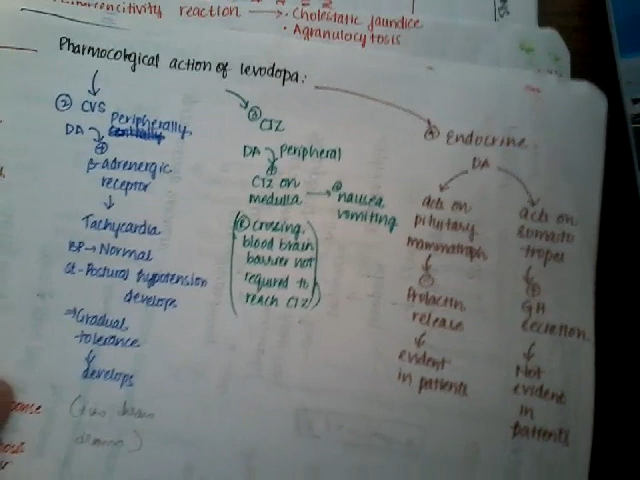 reaction → • Cholestatic jaundice
• Agranulocytosis
Pharmocological action of levodopa:
② CVS
DA Peripherally
⊕
β-adrenergic
receptor
↓
Tachycardia
BP → Normal
Postural hypotension
develops
→ Gradual
tolerance
↓
develops
③
CTZ
DA Peripheral
⊕
CTZ on
medulla → nausea
vomiting
crossing
blood brain
barrier not
required to
reach CTZ
④ Endocrine:
DA
acts on
pituitary
mammotroph
↓
Prolactin
release
↓
evident
in patients
acts on
somato
tropes
↓
⊕
GH
secretion
↓
Not
evident
in
patients